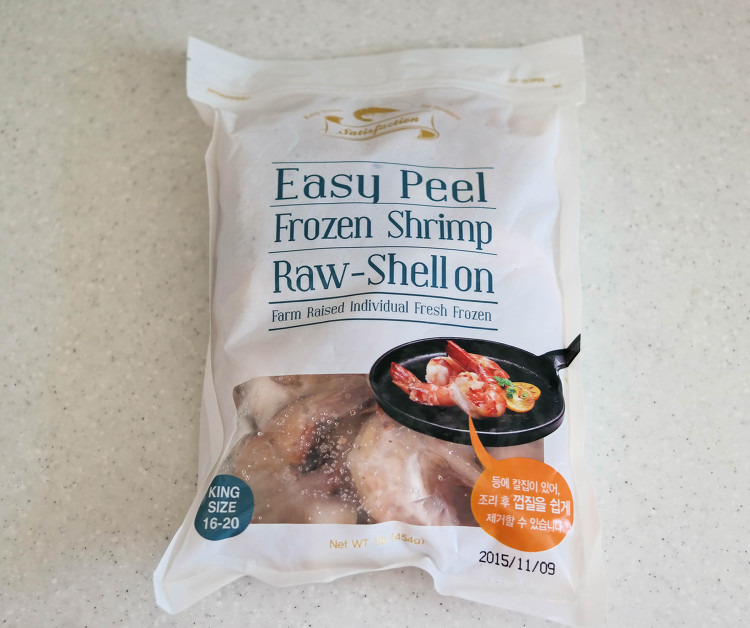 Satisfaction
Easy Peel
Frozen Shrimp
Raw-Shell on
Farm Raised Individual Fresh Frozen
등에 칼집이 있어,
조리 후 껍질을 쉽게
제거할 수 있습니다.
KING
SIZE
16-20
Net WT. (454g)
2015/11/09